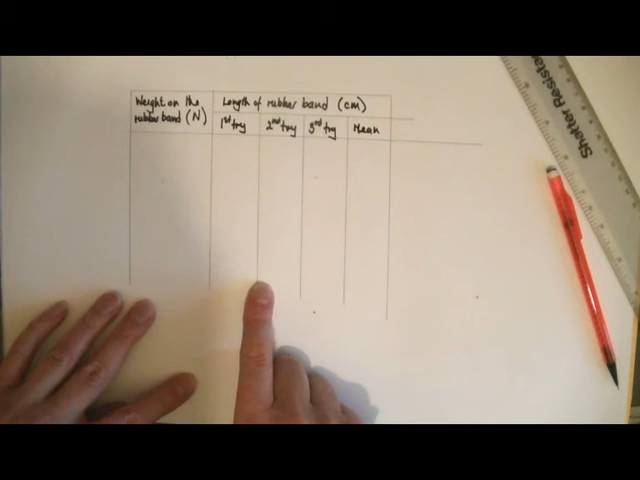 Weight on the
rubber band (N)
Length of rubber band (cm)
1st try
2nd try
3rd try
Mean
Shatter Resistant